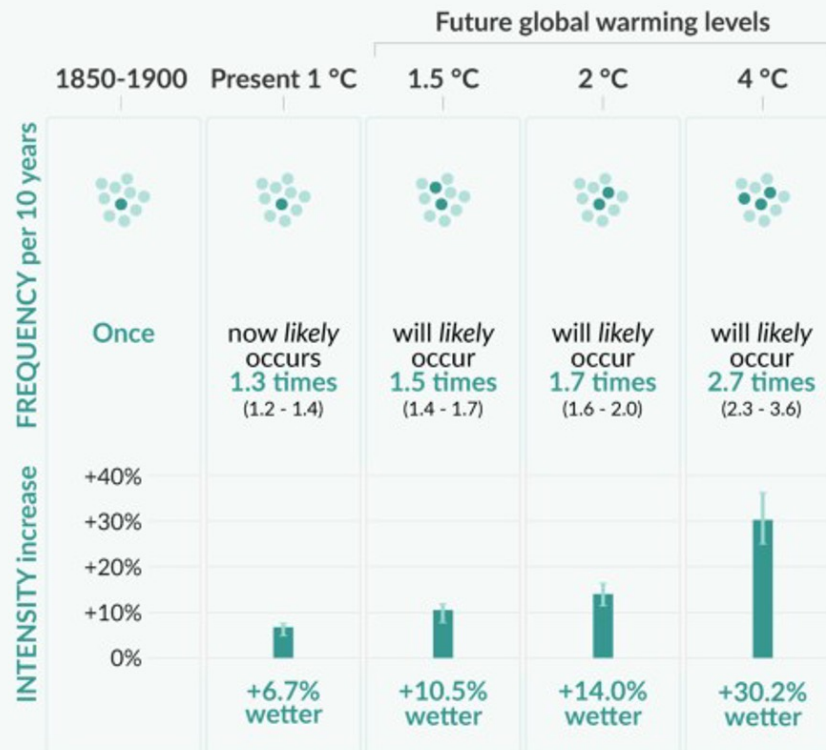 Future global warming levels
1850-1900
Present 1 °C
1.5 °C
2 °C
4 °C
FREQUENCY per 10 years
Once
now likely
occurs
1.3 times
(1.2 - 1.4)
will likely
occur
1.5 times
(1.4 - 1.7)
will likely
occur
1.7 times
(1.6 - 2.0)
will likely
occur
2.7 times
(2.3 - 3.6)
INTENSITY increase
+40%
+30%
+20%
+10%
0%
+6.7%
wetter
+10.5%
wetter
+14.0%
wetter
+30.2%
wetter